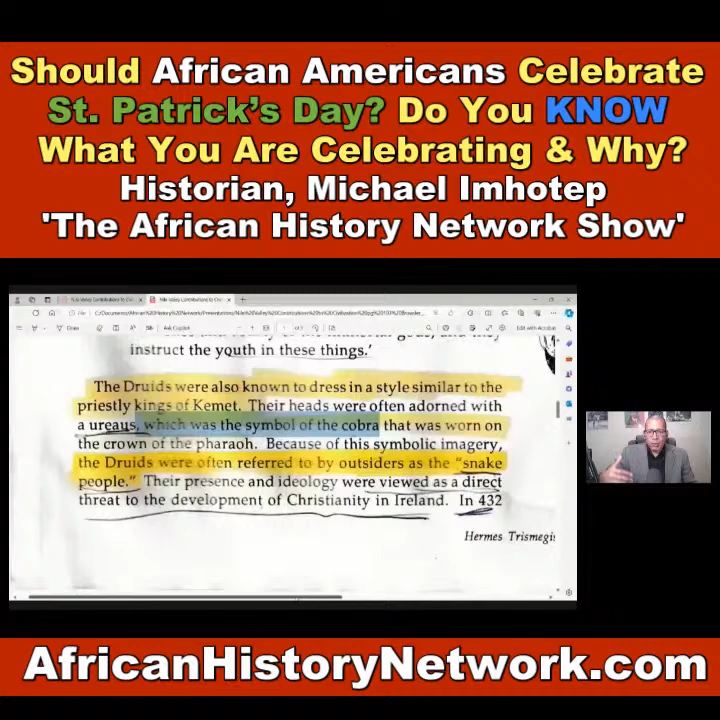 Should African Americans Celebrate
St. Patrick's Day? Do You KNOW
What You Are Celebrating & Why?
Historian, Michael Imhotep
'The African History Network Show'
instruct the youth in these things.'
The Druids were also known to dress in a style similar to the
priestly kings of Kemet. Their heads were often adorned with
a ureaus, which was the symbol of the cobra that was worn on
the crown of the pharaoh. Because of this symbolic imagery,
the Druids were often referred to by outsiders as the "snake
people." Their presence and ideology were viewed as a direct
threat to the development of Christianity in Ireland. In 432
Hermes Trismegis
AfricanHistoryNetwork.com